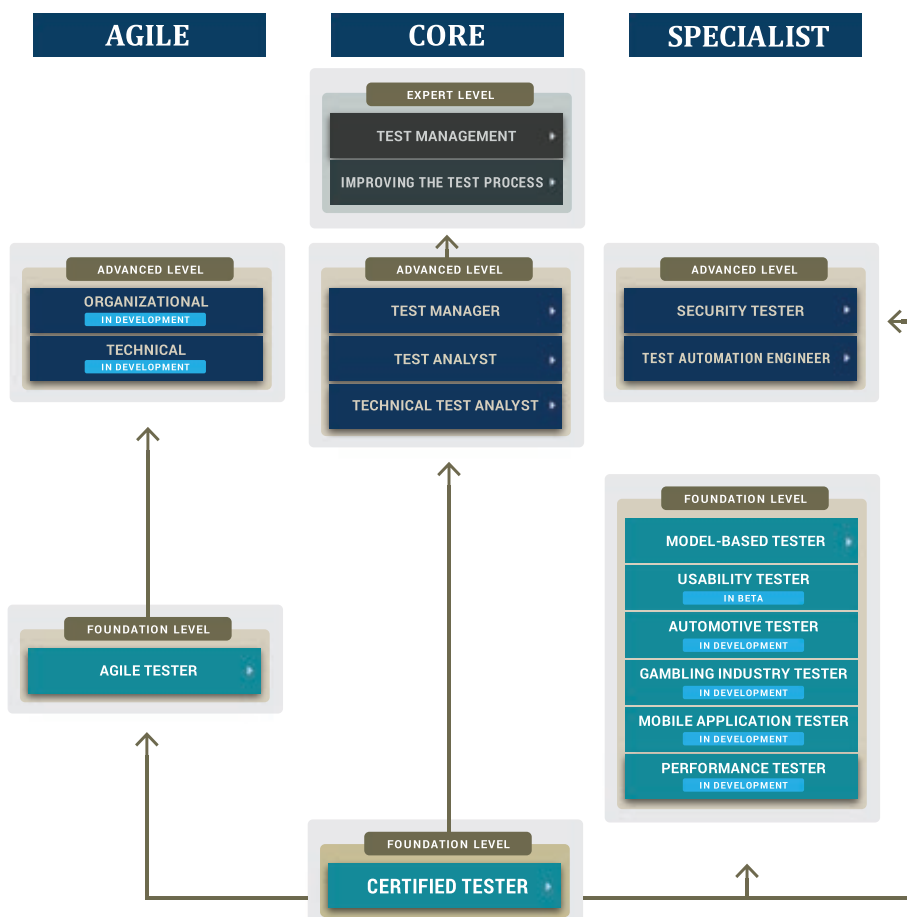 AGILE
CORE
SPECIALIST
EXPERT LEVEL
TEST MANAGEMENT
IMPROVING THE TEST PROCESS
ADVANCED LEVEL
ORGANIZATIONAL
IN DEVELOPMENT
TECHNICAL
IN DEVELOPMENT
ADVANCED LEVEL
TEST MANAGER
TEST ANALYST
TECHNICAL TEST ANALYST
ADVANCED LEVEL
SECURITY TESTER
TEST AUTOMATION ENGINEER
FOUNDATION LEVEL
AGILE TESTER
FOUNDATION LEVEL
MODEL-BASED TESTER
USABILITY TESTER
IN BETA
AUTOMOTIVE TESTER
IN DEVELOPMENT
GAMBLING INDUSTRY TESTER
IN DEVELOPMENT
MOBILE APPLICATION TESTER
IN DEVELOPMENT
PERFORMANCE TESTER
IN DEVELOPMENT
FOUNDATION LEVEL
CERTIFIED TESTER